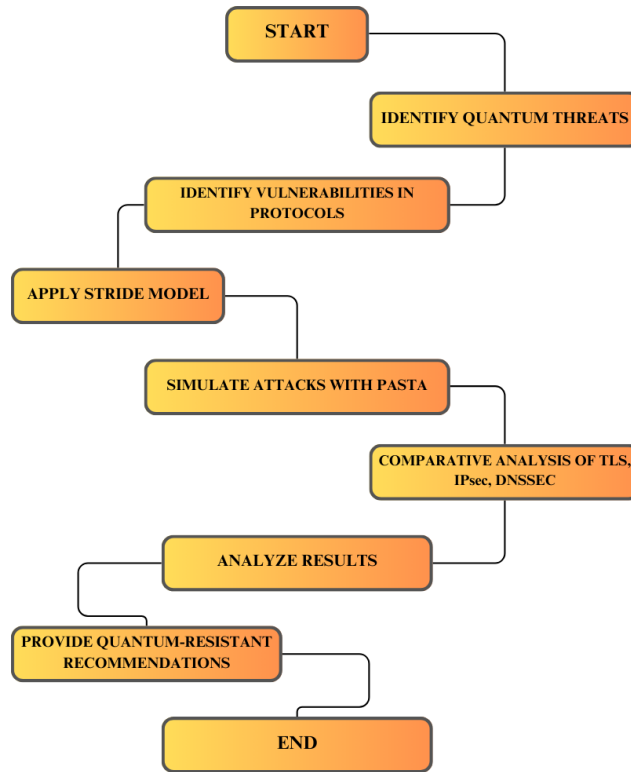 START
IDENTIFY QUANTUM THREATS
IDENTIFY VULNERABILITIES IN
PROTOCOLS
APPLY STRIDE MODEL
SIMULATE ATTACKS WITH PASTA
COMPARATIVE ANALYSIS OF TLS,
IPsec, DNSSEC
ANALYZE RESULTS
PROVIDE QUANTUM-RESISTANT
RECOMMENDATIONS
END